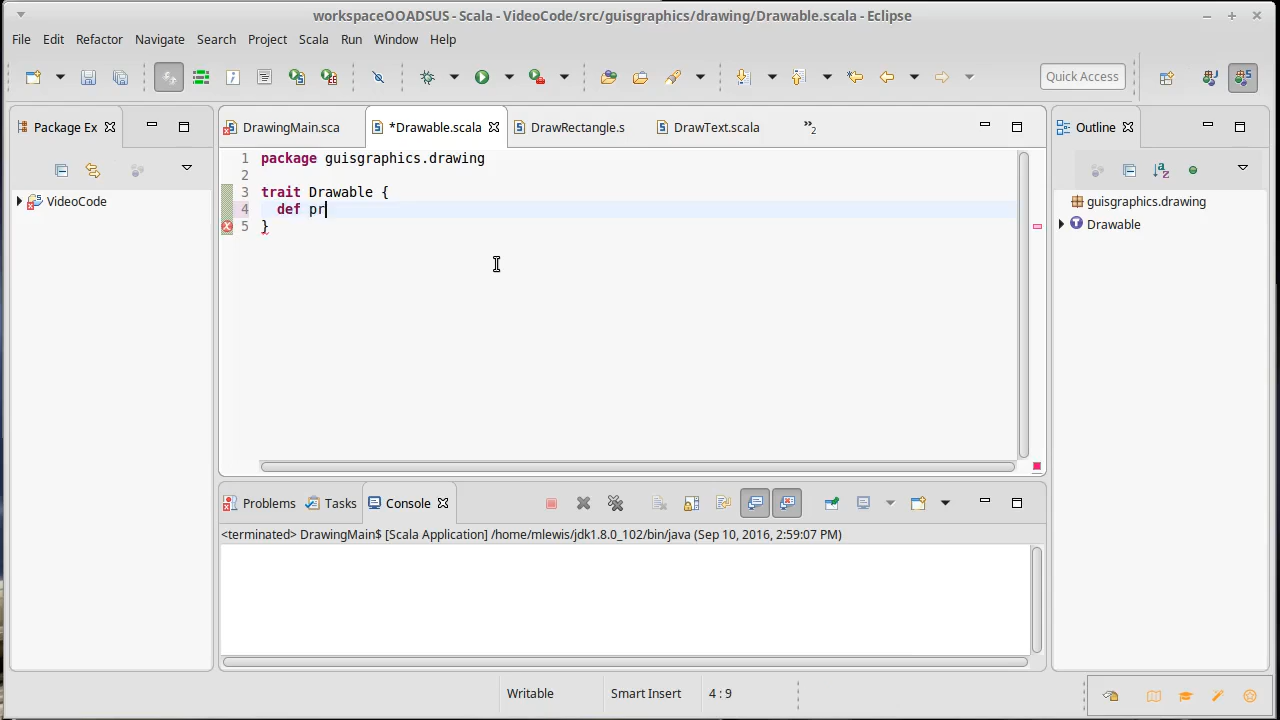 workspaceOOADSUS - Scala - VideoCode/src/guisgraphics/drawing/Drawable.scala - Eclipse
File Edit Refactor Navigate Search Project Scala Run Window Help
Quick Access
Package Ex
DrawingMain.sca
*Drawable.scala
DrawRectangle.s
DrawText.scala
»2
Outline
1 package guisgraphics.drawing
2
3 trait Drawable {
4 def pr
5 }
VideoCode
guisgraphics.drawing
Drawable
Problems Tasks Console
<terminated> DrawingMain$ [Scala Application] /home/mlewis/jdk1.8.0_102/bin/java (Sep 10, 2016, 2:59:07 PM)
Writable Smart Insert 4 : 9